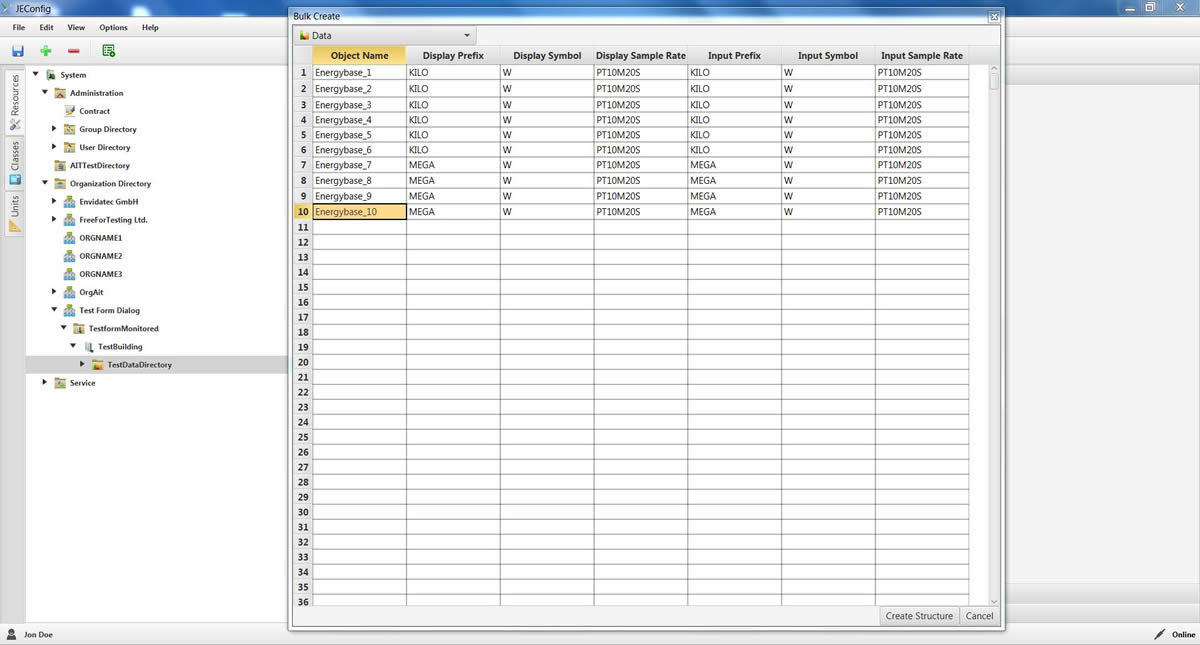 JEConfig
File Edit View Options Help
Resources
Classes
Units
System
Administration
Contract
Group Directory
User Directory
AITTestDirectory
Organization Directory
Envidatec GmbH
FreeForTesting Ltd.
ORGNAME1
ORGNAME2
ORGNAME3
OrgAit
Test Form Dialog
TestformMonitored
TestBuilding
TestDataDirectory
Service
Bulk Create
Data
Object Name Display Prefix Display Symbol Display Sample Rate Input Prefix Input Symbol Input Sample Rate
1 Energybase_1 KILO W PT10M20S KILO W PT10M20S
2 Energybase_2 KILO W PT10M20S KILO W PT10M20S
3 Energybase_3 KILO W PT10M20S KILO W PT10M20S
4 Energybase_4 KILO W PT10M20S KILO W PT10M20S
5 Energybase_5 KILO W PT10M20S KILO W PT10M20S
6 Energybase_6 KILO W PT10M20S KILO W PT10M20S
7 Energybase_7 MEGA W PT10M20S MEGA W PT10M20S
8 Energybase_8 MEGA W PT10M20S MEGA W PT10M20S
9 Energybase_9 MEGA W PT10M20S MEGA W PT10M20S
10 Energybase_10 MEGA W PT10M20S MEGA W PT10M20S
11
12
13
14
15
16
17
18
19
20
21
22
23
24
25
26
27
28
29
30
31
32
33
34
35
36
Create Structure Cancel
Jon Doe
Online